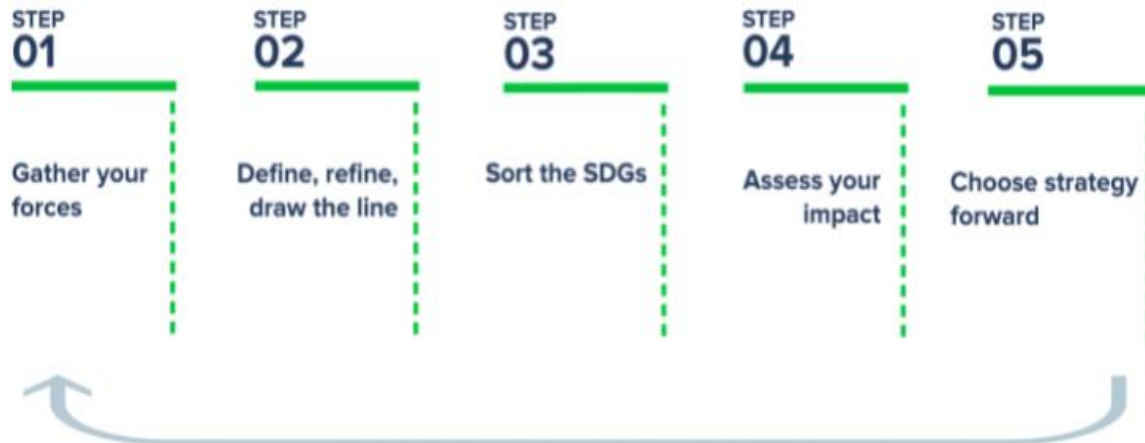 STEP
01
Gather your
forces
STEP
02
Define, refine,
draw the line
STEP
03
Sort the SDGs
STEP
04
Assess your
impact
STEP
05
Choose strategy
forward